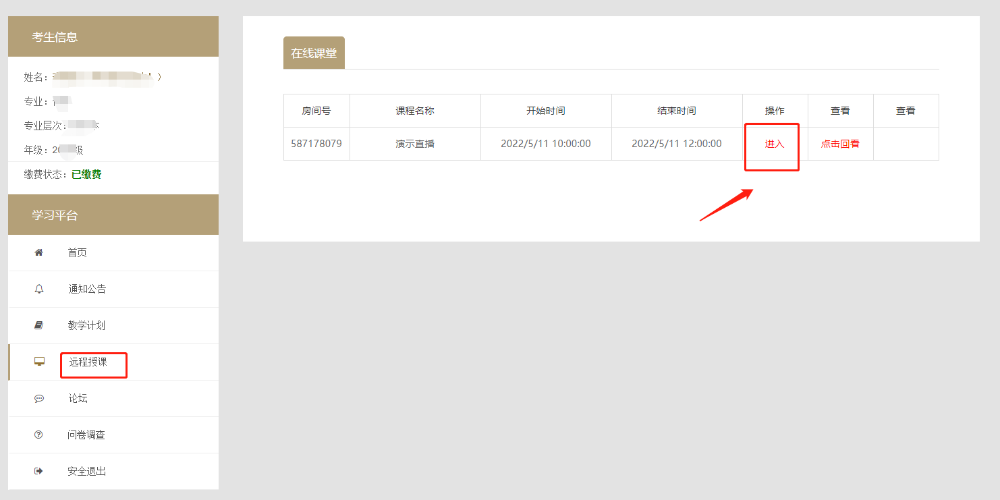 考生信息
姓名：
专业：
专业层次：
年级：20 级
缴费状态：已缴费
学习平台
首页
通知公告
教学计划
远程授课
论坛
问卷调查
安全退出
在线课堂
房间号 课程名称 开始时间 结束时间 操作 查看 查看
587178079 演示直播 2022/5/11 10:00:00 2022/5/11 12:00:00 进入 点击回看